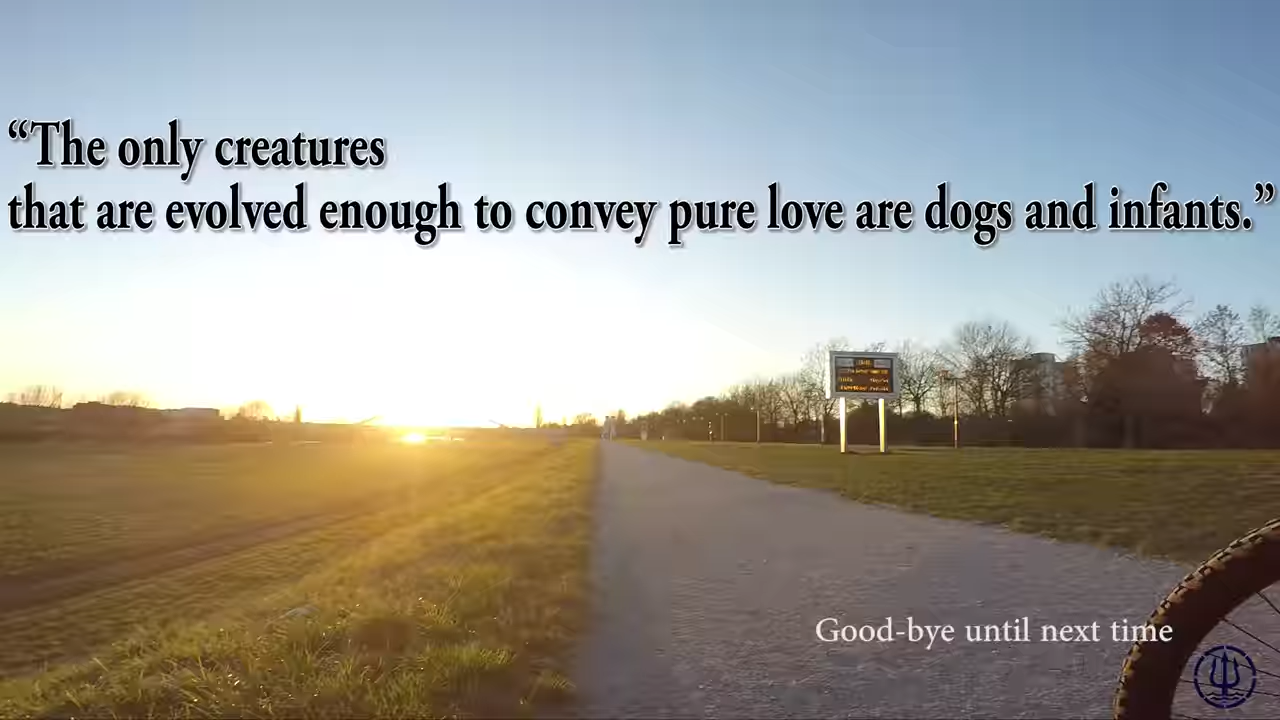 “The only creatures
that are evolved enough to convey pure love are dogs and infants.”
Good-bye until next time